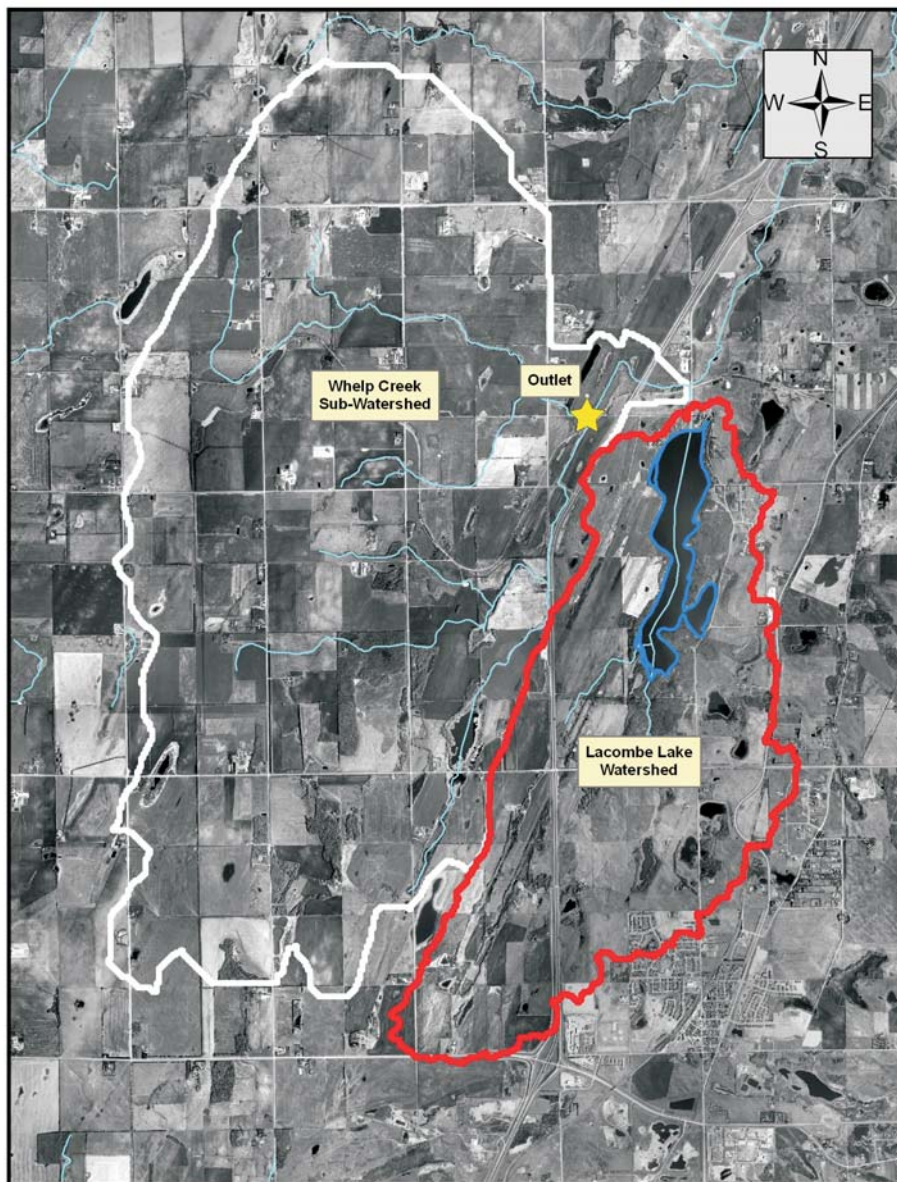 N
W E
S
Whelp Creek
Sub-Watershed
Outlet
Lacombe Lake
Watershed